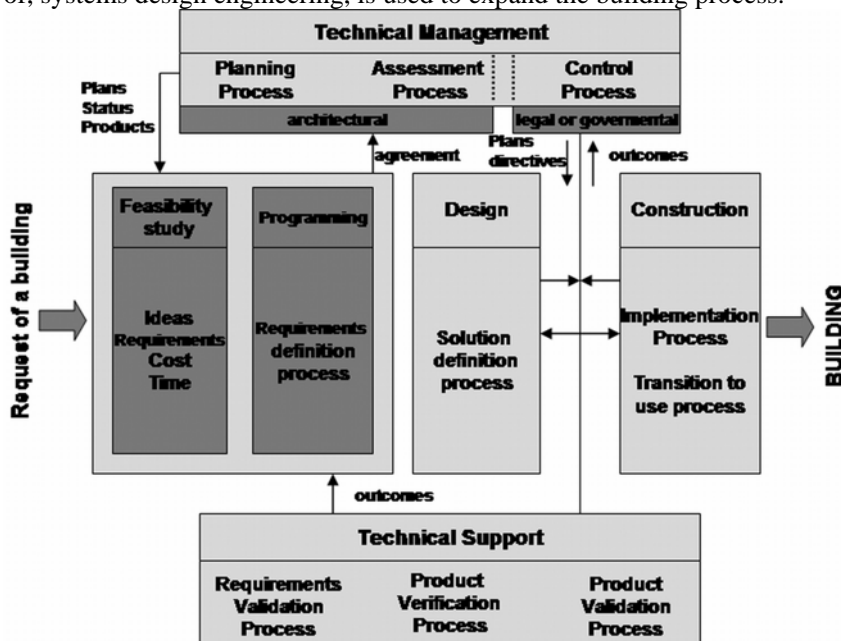 of, systems design engineering, is used to expand the building process.
Technical Management
Planning
Process
Assessment
Process
Control
Process
architectural
legal or govermental
Plans
Status
Products
agreement
Plans
directives
outcomes
Request of a building
Feasibility
study
Ideas
Requirements
Cost
Time
Programming
Requirements
definition
process
Design
Solution
definition
process
Construction
Implementation
Process
Transition to
use process
BUILDING
outcomes
Technical Support
Requirements
Validation
Process
Product
Verification
Process
Product
Validation
Process